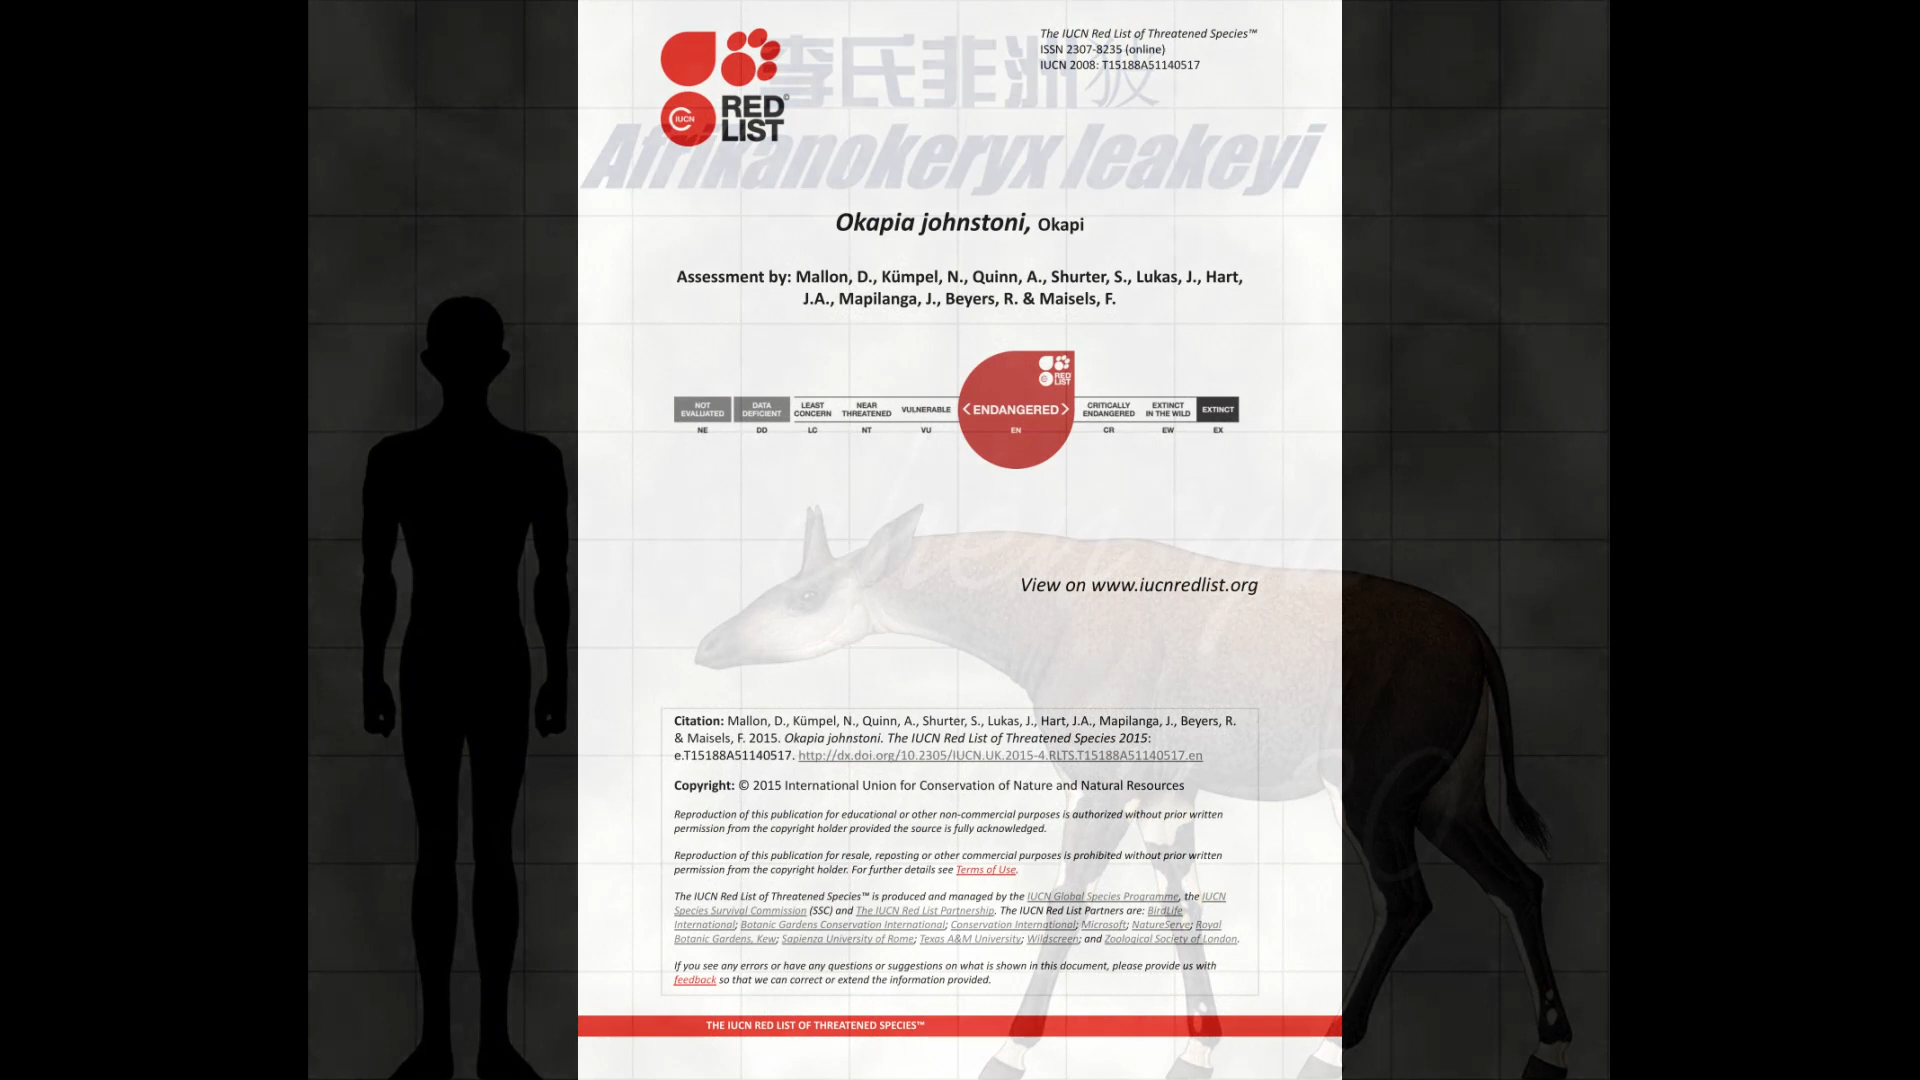 The IUCN Red List of Threatened Species™
ISSN 2307-8235 (online)
IUCN 2008: T15188A51140517
李氏非洲㹢
IUCN
RED
LIST
Afrikanokeryx leakeyi
Okapia johnstoni, Okapi
Assessment by: Mallon, D., Kümpel, N., Quinn, A., Shurter, S., Lukas, J., Hart,
J.A., Mapilanga, J., Beyers, R. & Maisels, F.
RED
LIST
NOT EVALUATED DATA DEFICIENT LEAST CONCERN NEAR THREATENED VULNERABLE <ENDANGERED> CRITICALLY ENDANGERED EXTINCT IN THE WILD EXTINCT
NE DD LC NT VU EN CR EW EX
View on www.iucnredlist.org
Citation: Mallon, D., Kümpel, N., Quinn, A., Shurter, S., Lukas, J., Hart, J.A., Mapilanga, J., Beyers, R.
& Maisels, F. 2015. Okapia johnstoni. The IUCN Red List of Threatened Species 2015:
e.T15188A51140517. http://dx.doi.org/10.2305/IUCN.UK.2015-4.RLTS.T15188A51140517.en
Copyright: © 2015 International Union for Conservation of Nature and Natural Resources
Reproduction of this publication for educational or other non-commercial purposes is authorized without prior written
permission from the copyright holder provided the source is fully acknowledged.
Reproduction of this publication for resale, reposting or other commercial purposes is prohibited without prior written
permission from the copyright holder. For further details see Terms of Use.
The IUCN Red List of Threatened Species™ is produced and managed by the IUCN Global Species Programme, the IUCN
Species Survival Commission (SSC) and The IUCN Red List Partnership. The IUCN Red List Partners are: BirdLife
International; Botanic Gardens Conservation International; Conservation International; Microsoft; NatureServe; Royal
Botanic Gardens, Kew; Sapienza University of Rome; Texas A&M University; Wildscreen; and Zoological Society of London.
If you see any errors or have any questions or suggestions on what is shown in this document, please provide us with
feedback so that we can correct or extend the information provided.
THE IUCN RED LIST OF THREATENED SPECIES™